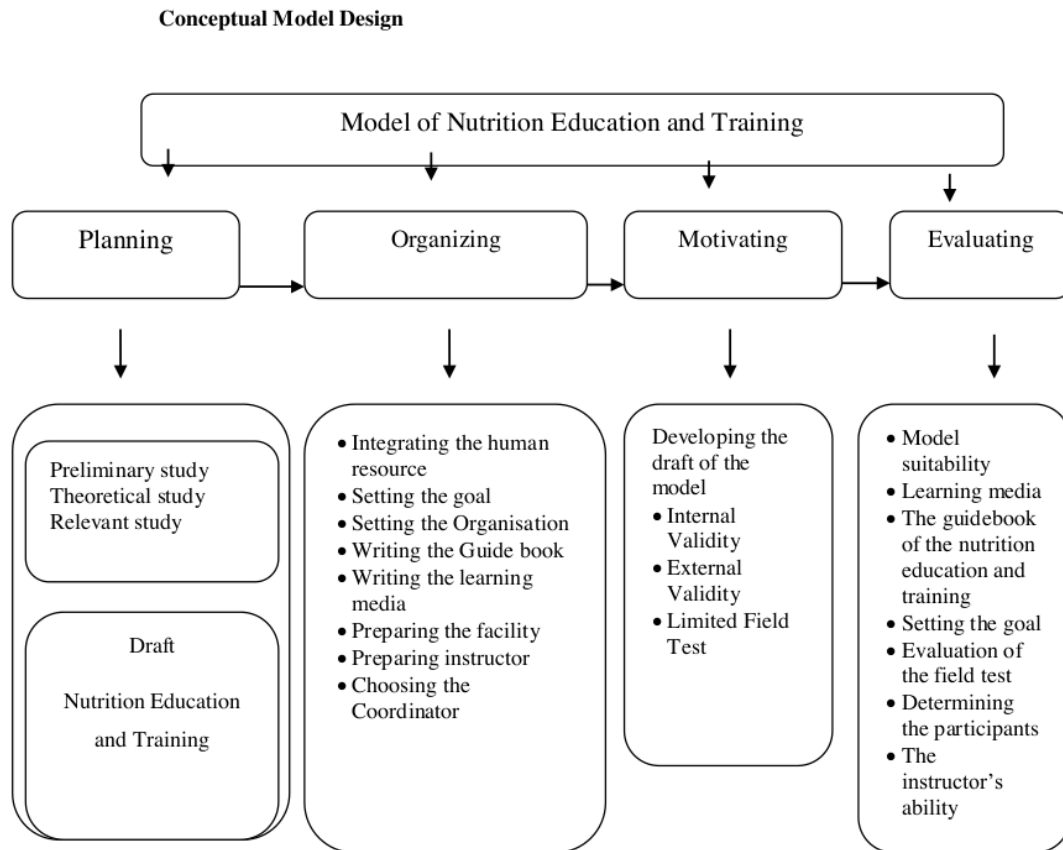 Conceptual Model Design
Model of Nutrition Education and Training
Planning
Organizing
Motivating
Evaluating
Preliminary study
Theoretical study
Relevant study
Draft
Nutrition Education
and Training
• Integrating the human
resource
• Setting the goal
• Setting the Organisation
• Writing the Guide book
• Writing the learning
media
• Preparing the facility
• Preparing instructor
• Choosing the
Coordinator
Developing the
draft of the
model
• Internal
Validity
• External
Validity
• Limited Field
Test
• Model
suitability
• Learning media
• The guidebook
of the nutrition
education and
training
• Setting the goal
• Evaluation of
the field test
• Determining
the participants
• The
instructor's
ability